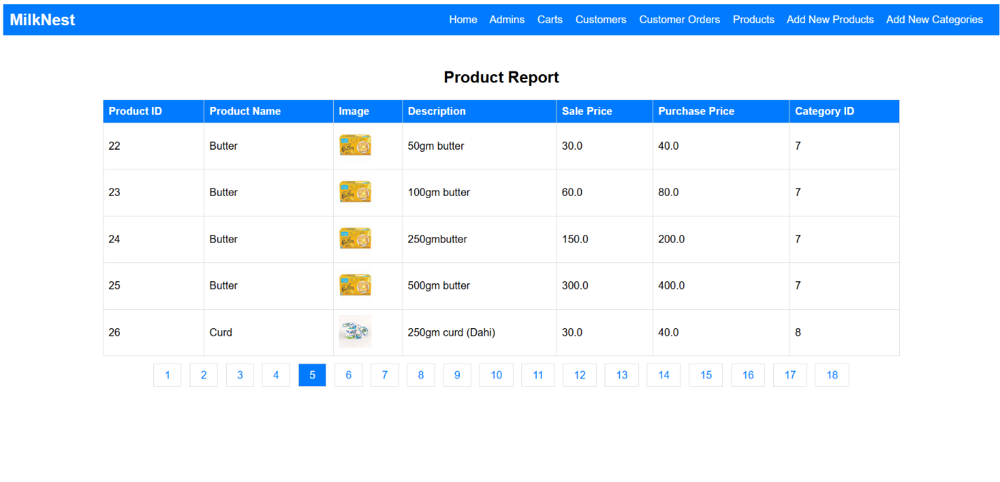 MilkNest Home Admins Carts Customers Customer Orders Products Add New Products Add New Categories
Product Report
Product ID Product Name Image Description Sale Price Purchase Price Category ID
22 Butter Butter 50gm butter 30.0 40.0 7
23 Butter Butter 100gm butter 60.0 80.0 7
24 Butter Butter 250gmbutter 150.0 200.0 7
25 Butter Butter 500gm butter 300.0 400.0 7
26 Curd 250gm curd (Dahi) 30.0 40.0 8
1 2 3 4 5 6 7 8 9 10 11 12 13 14 15 16 17 18